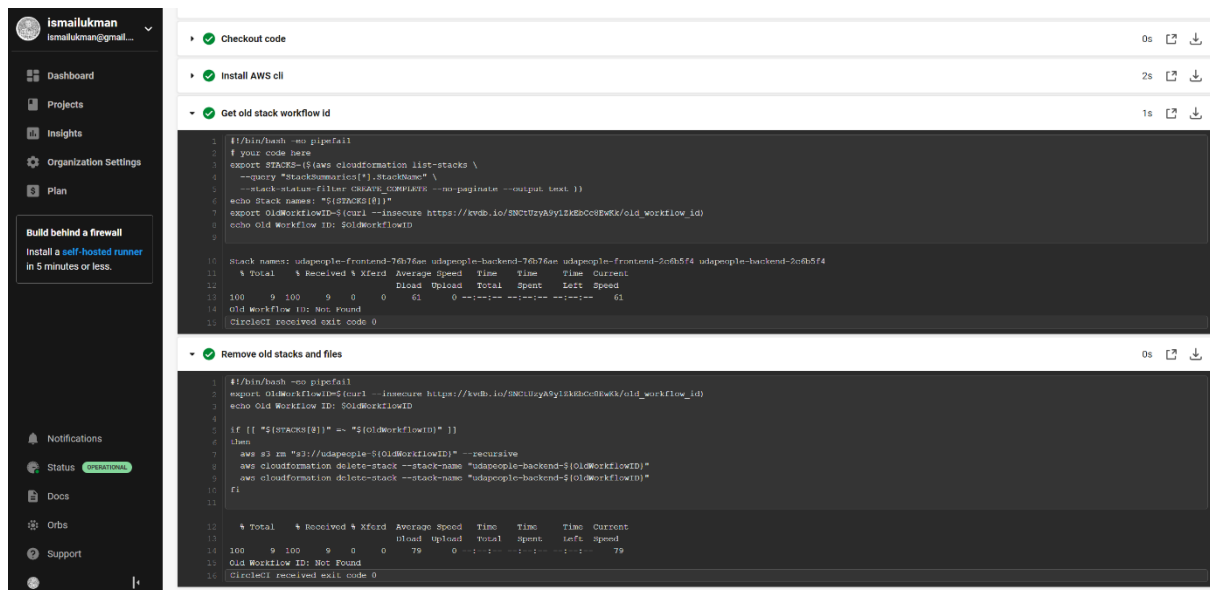 ismailukman
ismailukman@gmail....
Dashboard
Projects
Insights
Organization Settings
Plan
Build behind a firewall
Install a self-hosted runner
in 5 minutes or less.
Notifications
Status OPERATIONAL
Docs
Orbs
Support
Checkout code 0s
Install AWS cli 2s
Get old stack workflow id 1s
1 #!/bin/bash -eo pipefail
2 # your code here
3 export STACKS=($(aws cloudformation list-stacks \
4 --query "StackSummaries[*].StackName" \
5 --stack-status-filter CREATE_COMPLETE --no-paginate --output text ))
6 echo Stack names: "${STACKS[@]}"
7 export OldWorkflowID=$(curl --insecure
8 echo Old Workflow ID: $OldWorkflowID
9
10 Stack names: udapeople-frontend-76b76ae udapeople-backend-76b76ae udapeople-frontend-2c6b5f4 udapeople-backend-2c6b5f4
11 % Total % Received % Xferd Average Speed Time Time Time Current
12 Dload Upload Total Spent Left Speed
13 100 9 100 9 0 0 61 0 --:--:-- --:--:-- --:--:-- 61
14 Old Workflow ID: Not Found
15 CircleCI received exit code 0
Remove old stacks and files 0s
1 #!/bin/bash -eo pipefail
2 export OldWorkflowID=$(curl --insecure
3 echo Old Workflow ID: $OldWorkflowID
4
5 if [[ "${STACKS[@]}" =~ "${OldWorkflowID}" ]]
6 then
7 aws s3 rm "s3://udapeople-${OldWorkflowID}" --recursive
8 aws cloudformation delete-stack --stack-name "udapeople-backend-${OldWorkflowID}"
9 aws cloudformation delete-stack --stack-name "udapeople-backend-${OldWorkflowID}"
10 fi
11
12 % Total % Received % Xferd Average Speed Time Time Time Current
13 Dload Upload Total Spent Left Speed
14 100 9 100 9 0 0 79 0 --:--:-- --:--:-- --:--:-- 79
15 Old Workflow ID: Not Found
16 CircleCI received exit code 0